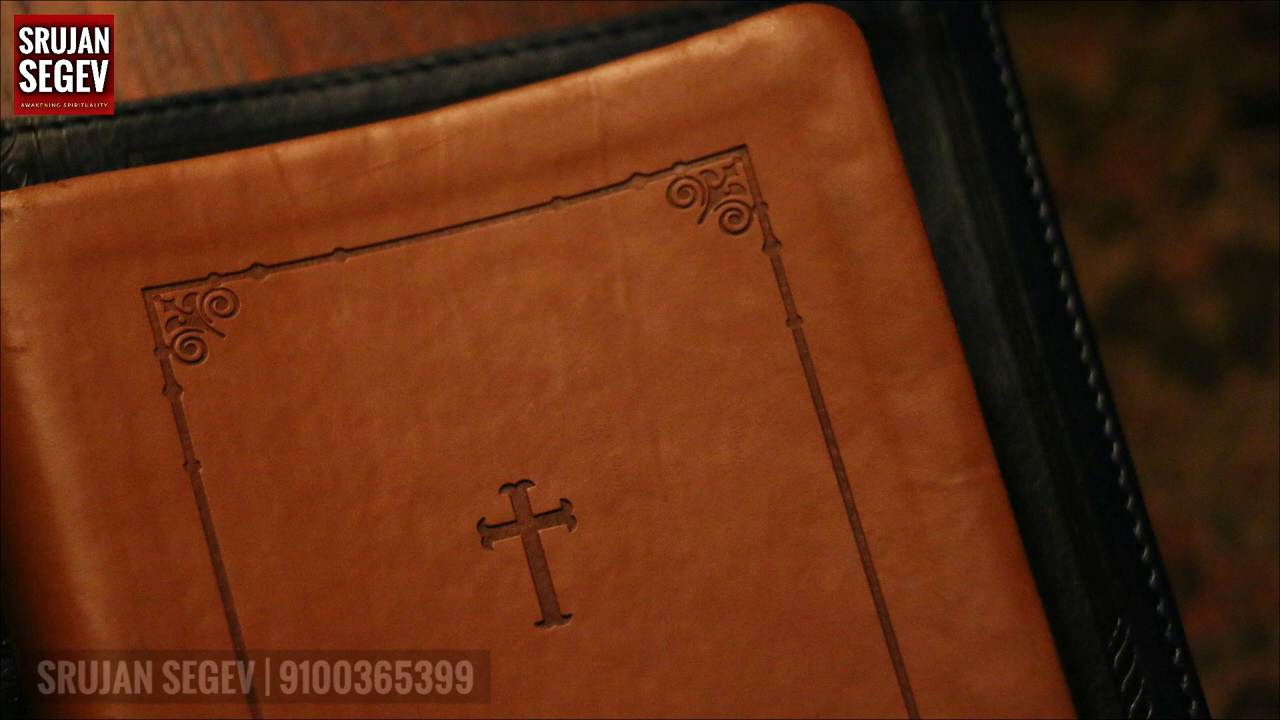 SRUJAN
SEGEV
AWAKENING SPIRITUALITY
SRUJAN SEGEV | 9100365399